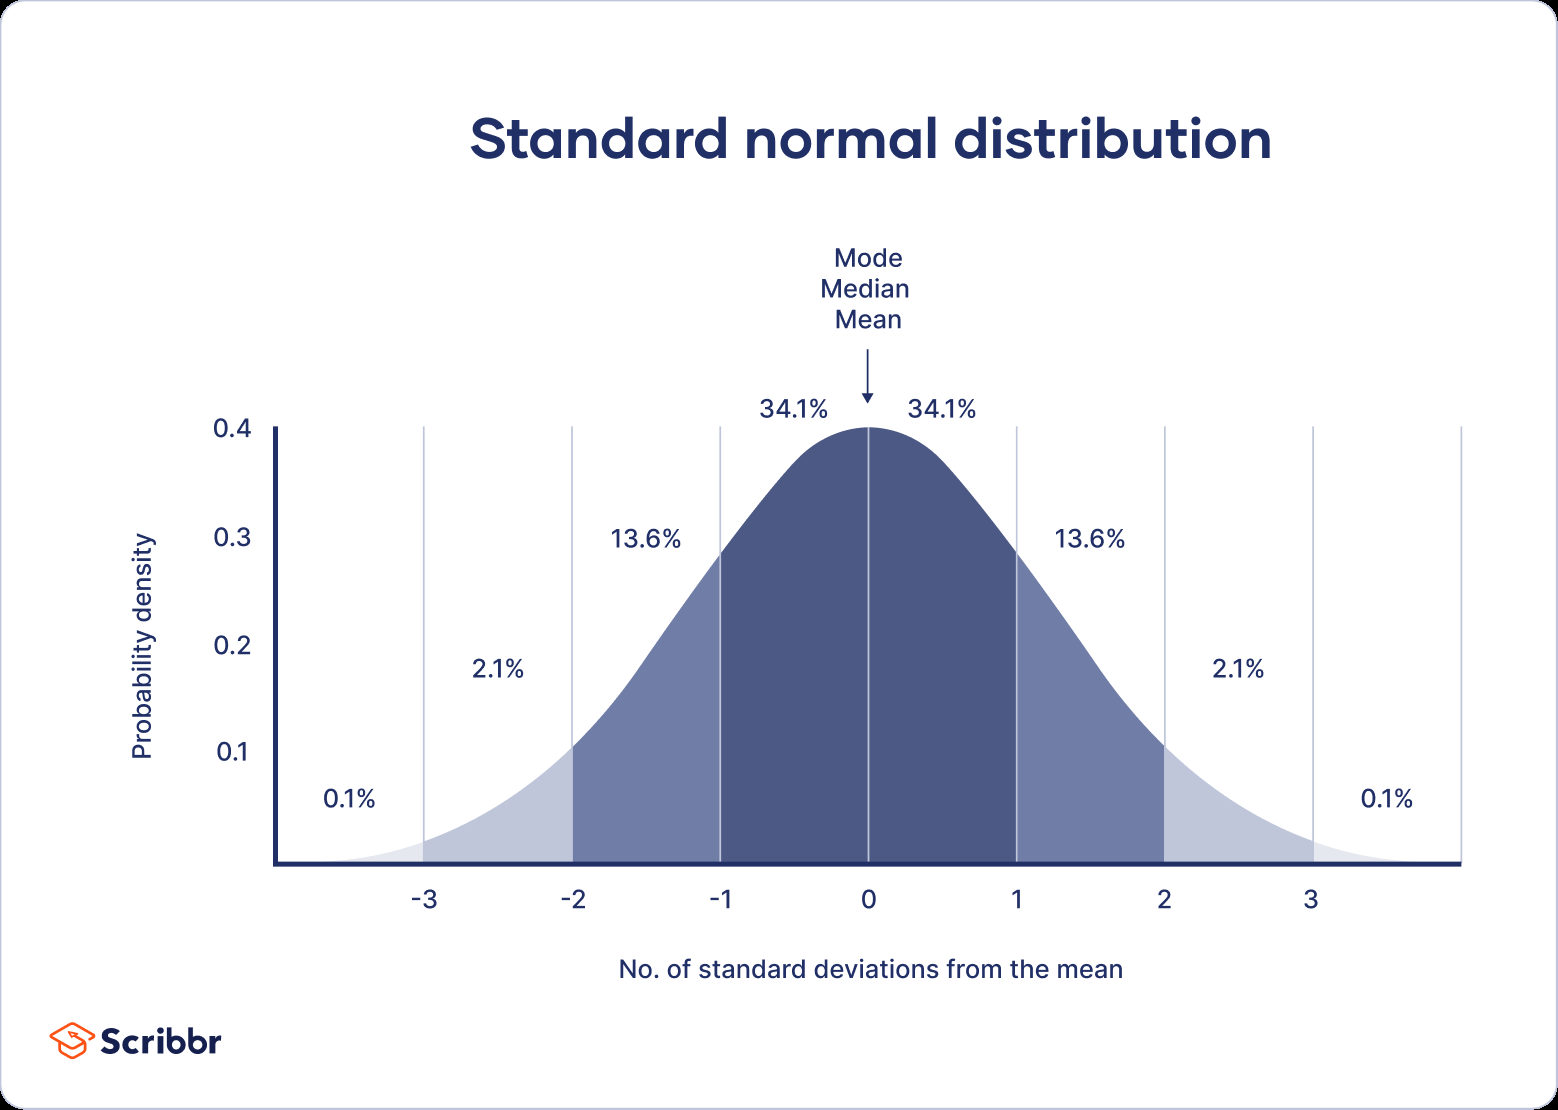 Standard normal distribution
Mode
Median
Mean
34.1% 34.1%
0.4
0.3
13.6% 13.6%
0.2
2.1% 2.1%
0.1
0.1% 0.1%
Probability density
-3 -2 -1 0 1 2 3
No. of standard deviations from the mean
Scribbr